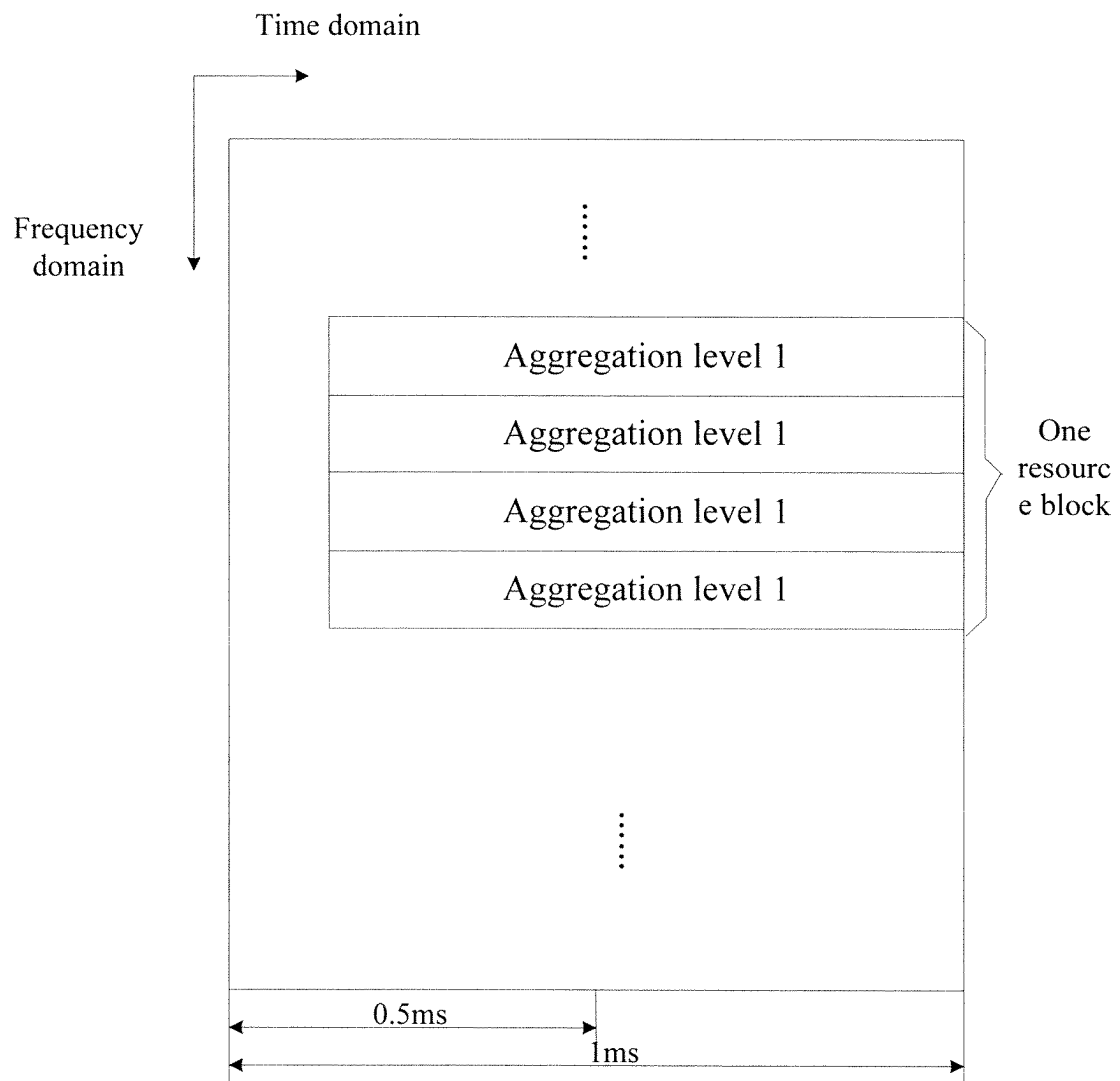 Time domain
Frequency
domain
Aggregation level 1
Aggregation level 1
Aggregation level 1
Aggregation level 1
One
resourc
e block
0.5ms
1ms